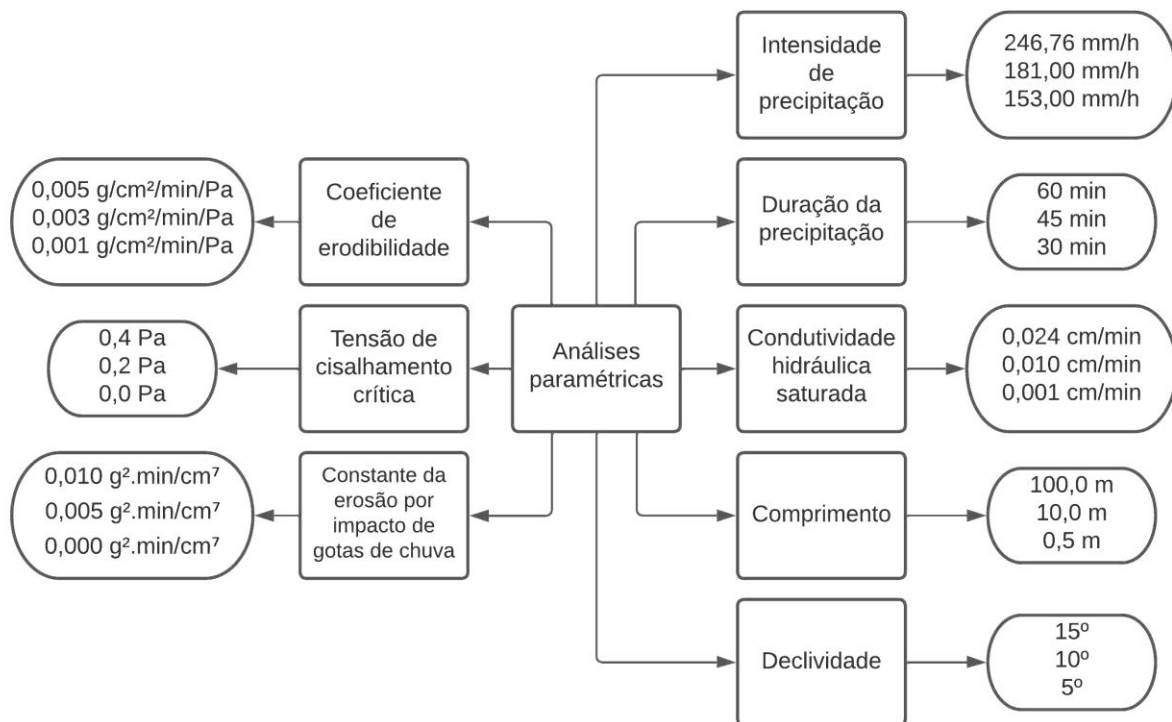 Intensidade
de
precipitação
246,76 mm/h
181,00 mm/h
153,00 mm/h
0,005 g/cm²/min/Pa
0,003 g/cm²/min/Pa
0,001 g/cm²/min/Pa
Coeficiente
de
erodibilidade
Duração da
precipitação
60 min
45 min
30 min
0,4 Pa
0,2 Pa
0,0 Pa
Tensão de
cisalhamento
crítica
Análises
paramétricas
Condutividade
hidráulica
saturada
0,024 cm/min
0,010 cm/min
0,001 cm/min
0,010 g².min/cm⁷
0,005 g².min/cm⁷
0,000 g².min/cm⁷
Constante da
erosão por
impacto de
gotas de chuva
Comprimento
100,0 m
10,0 m
0,5 m
Declividade
15º
10º
5º